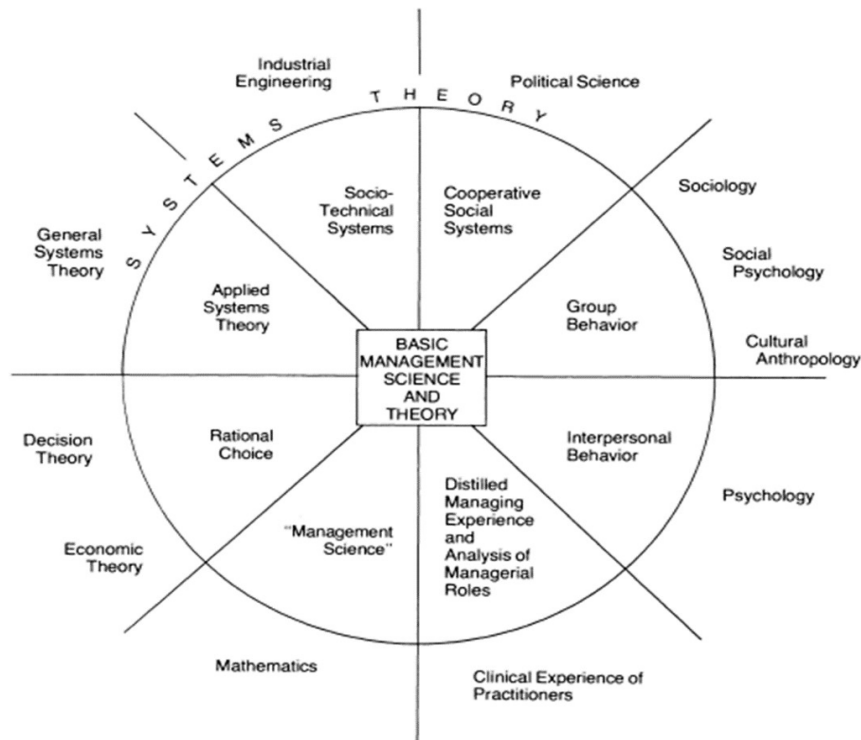 Industrial
Engineering
Political Science
S Y S T E M S  T H E O R Y
Sociology
Socio-
Technical
Systems
Cooperative
Social
Systems
General
Systems
Theory
Social
Psychology
Applied
Systems
Theory
Group
Behavior
Cultural
Anthropology
BASIC
MANAGEMENT
SCIENCE
AND
THEORY
Decision
Theory
Rational
Choice
Interpersonal
Behavior
Psychology
Economic
Theory
"Management
Science"
Distilled
Managing
Experience
and
Analysis of
Managerial
Roles
Mathematics
Clinical Experience of
Practitioners